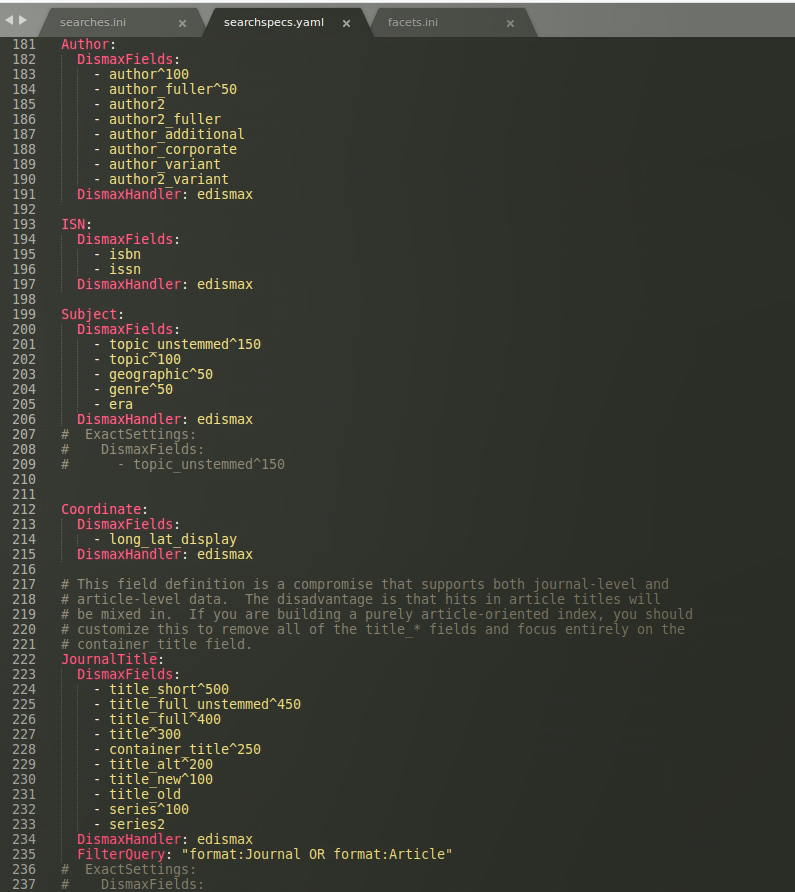 searches.ini × searchspecs.yaml × facets.ini ×
181 Author:
182   DismaxFields:
183     - author^100
184     - author_fuller^50
185     - author2
186     - author2_fuller
187     - author_additional
188     - author_corporate
189     - author_variant
190     - author2_variant
191   DismaxHandler: edismax
192
193 ISN:
194   DismaxFields:
195     - isbn
196     - issn
197   DismaxHandler: edismax
198
199 Subject:
200   DismaxFields:
201     - topic_unstemmed^150
202     - topic^100
203     - geographic^50
204     - genre^50
205     - era
206   DismaxHandler: edismax
207 #  ExactSettings:
208 #    DismaxFields:
209 #      - topic_unstemmed^150
210
211
212 Coordinate:
213   DismaxFields:
214     - long_lat_display
215   DismaxHandler: edismax
216
217 # This field definition is a compromise that supports both journal-level and
218 # article-level data.  The disadvantage is that hits in article titles will
219 # be mixed in.  If you are building a purely article-oriented index, you should
220 # customize this to remove all of the title_* fields and focus entirely on the
221 # container_title field.
222 JournalTitle:
223   DismaxFields:
224     - title_short^500
225     - title_full_unstemmed^450
226     - title_full^400
227     - title^300
228     - container_title^250
229     - title_alt^200
230     - title_new^100
231     - title_old
232     - series^100
233     - series2
234   DismaxHandler: edismax
235   FilterQuery: "format:Journal OR format:Article"
236 #  ExactSettings:
237 #    DismaxFields: